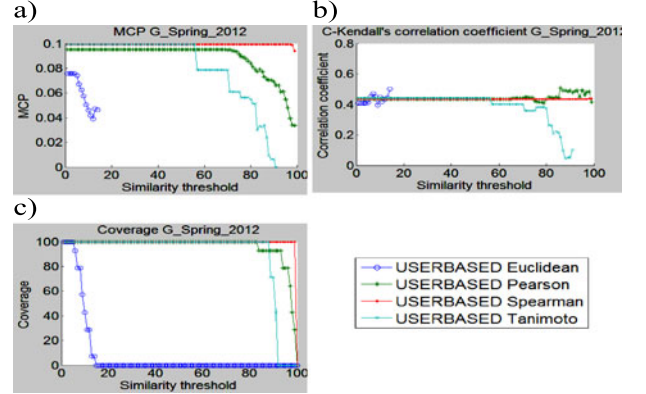 a)
MCP G_Spring_2012
0.1
0.08
0.06
0.04
0.02
0
MCP
0 20 40 60 80 100
Similarity threshold
b)
C-Kendall's correlation coefficient G_Spring_2012
0.8
0.6
0.4
0.2
0
Correlation coefficient
0 20 40 60 80 100
Similarity threshold
c)
Coverage G_Spring_2012
100
80
60
40
20
0
Coverage
0 20 40 60 80 100
Similarity threshold
USERBASED Euclidean
USERBASED Pearson
USERBASED Spearman
USERBASED Tanimoto